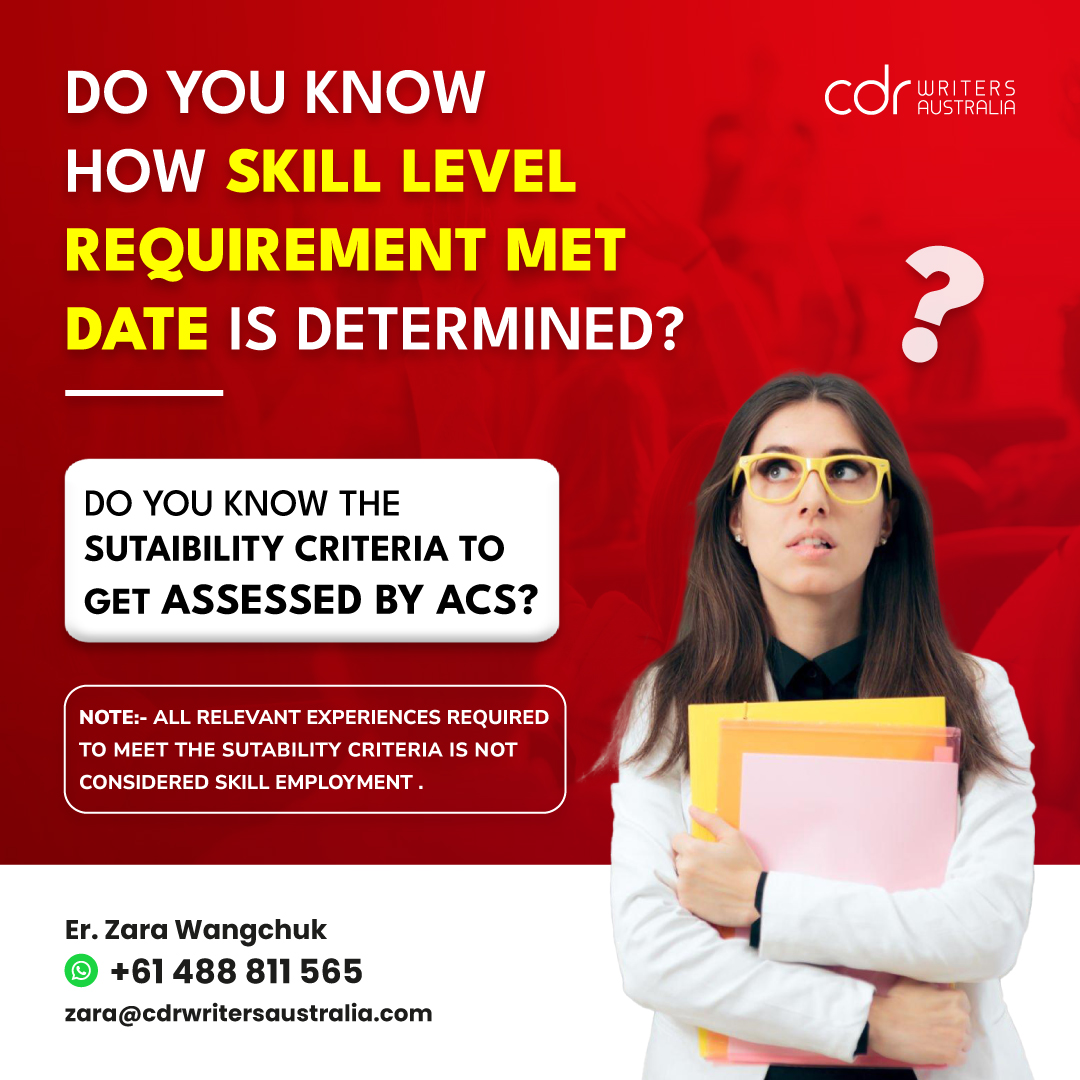 DO YOU KNOW
HOW SKILL LEVEL
REQUIREMENT MET
DATE IS DETERMINED?
cdr WRITERS
AUSTRALIA
?
DO YOU KNOW THE
SUTAIBILITY CRITERIA TO
GET ASSESSED BY ACS?
NOTE:- ALL RELEVANT EXPERIENCES REQUIRED
TO MEET THE SUTABILITY CRITERIA IS NOT
CONSIDERED SKILL EMPLOYMENT .
Er. Zara Wangchuk
+61 488 811 565
zara@cdrwritersaustralia.com